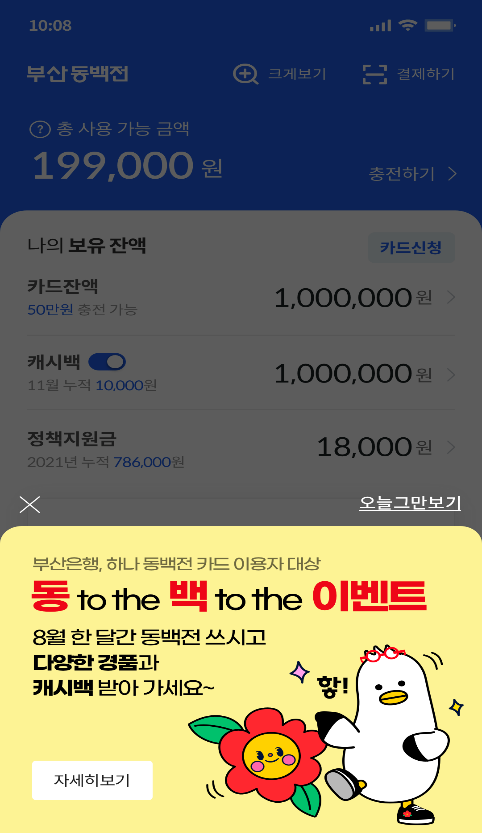 10:08
부산동백전
크게보기
결제하기
? 총 사용 가능 금액
199,000 원
충전하기
나의 보유 잔액
카드신청
카드잔액
1,000,000 원
50만원 충전 가능
캐시백
1,000,000 원
11월 누적 10,000원
정책지원금
18,000 원
2021년 누적 786,000원
오늘그만보기
부산은행, 하나 동백전 카드 이용자 대상
동 to the 백 to the 이벤트
8월 한 달간 동백전 쓰시고
다양한 경품과
캐시백 받아 가세요~
핳!
자세히보기